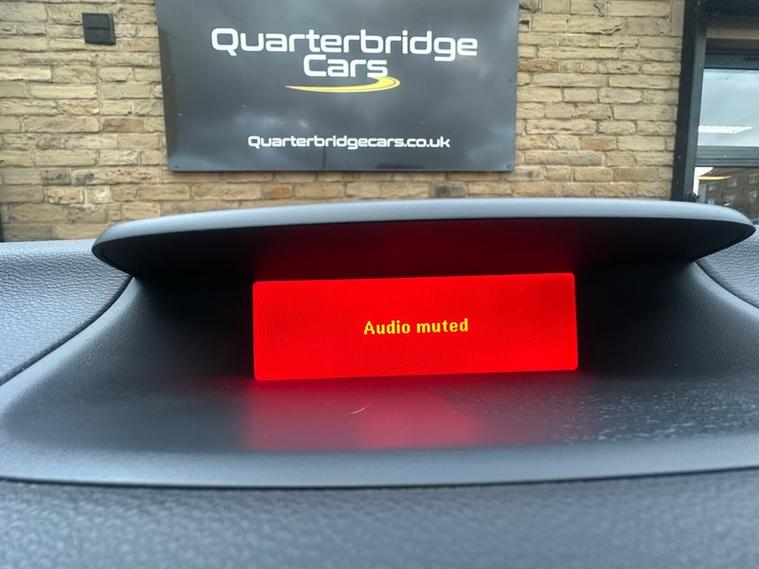 Quarterbridge
Cars
Quarterbridgecars.co.uk
Audio muted